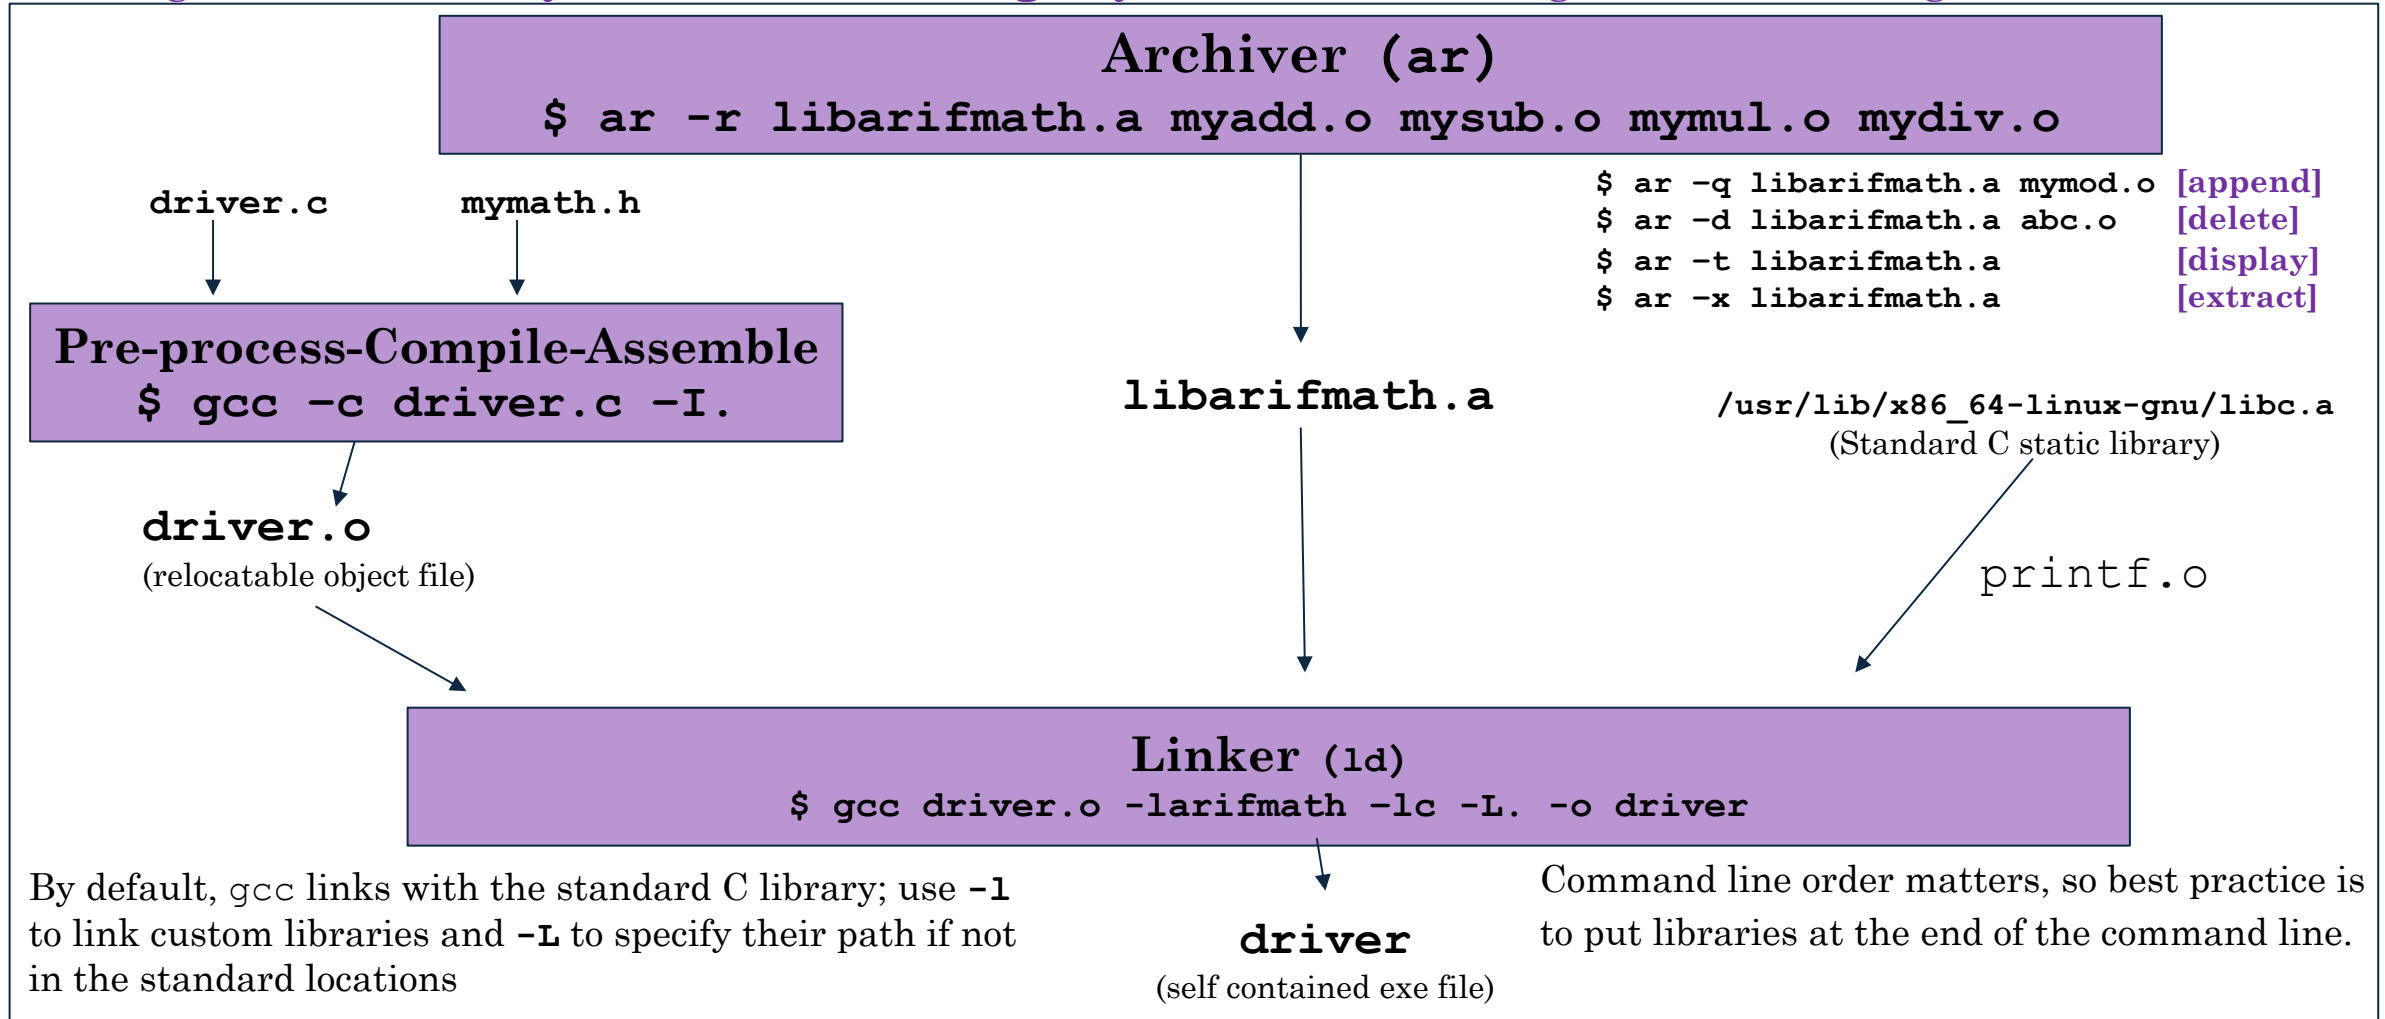 Archiver (ar)
$ ar -r libarifmath.a myadd.o mysub.o mymul.o mydiv.o
$ ar –q libarifmath.a mymod.o [append]
$ ar –d libarifmath.a abc.o [delete]
$ ar –t libarifmath.a [display]
$ ar –x libarifmath.a [extract]
driver.c mymath.h
Pre-process-Compile-Assemble
$ gcc –c driver.c –I.
libarifmath.a
/usr/lib/x86_64-linux-gnu/libc.a
(Standard C static library)
driver.o
(relocatable object file)
printf.o
Linker (ld)
$ gcc driver.o -larifmath –lc -L. -o driver
By default, gcc links with the standard C library; use –l
to link custom libraries and –L to specify their path if not
in the standard locations
driver
(self contained exe file)
Command line order matters, so best practice is
to put libraries at the end of the command line.